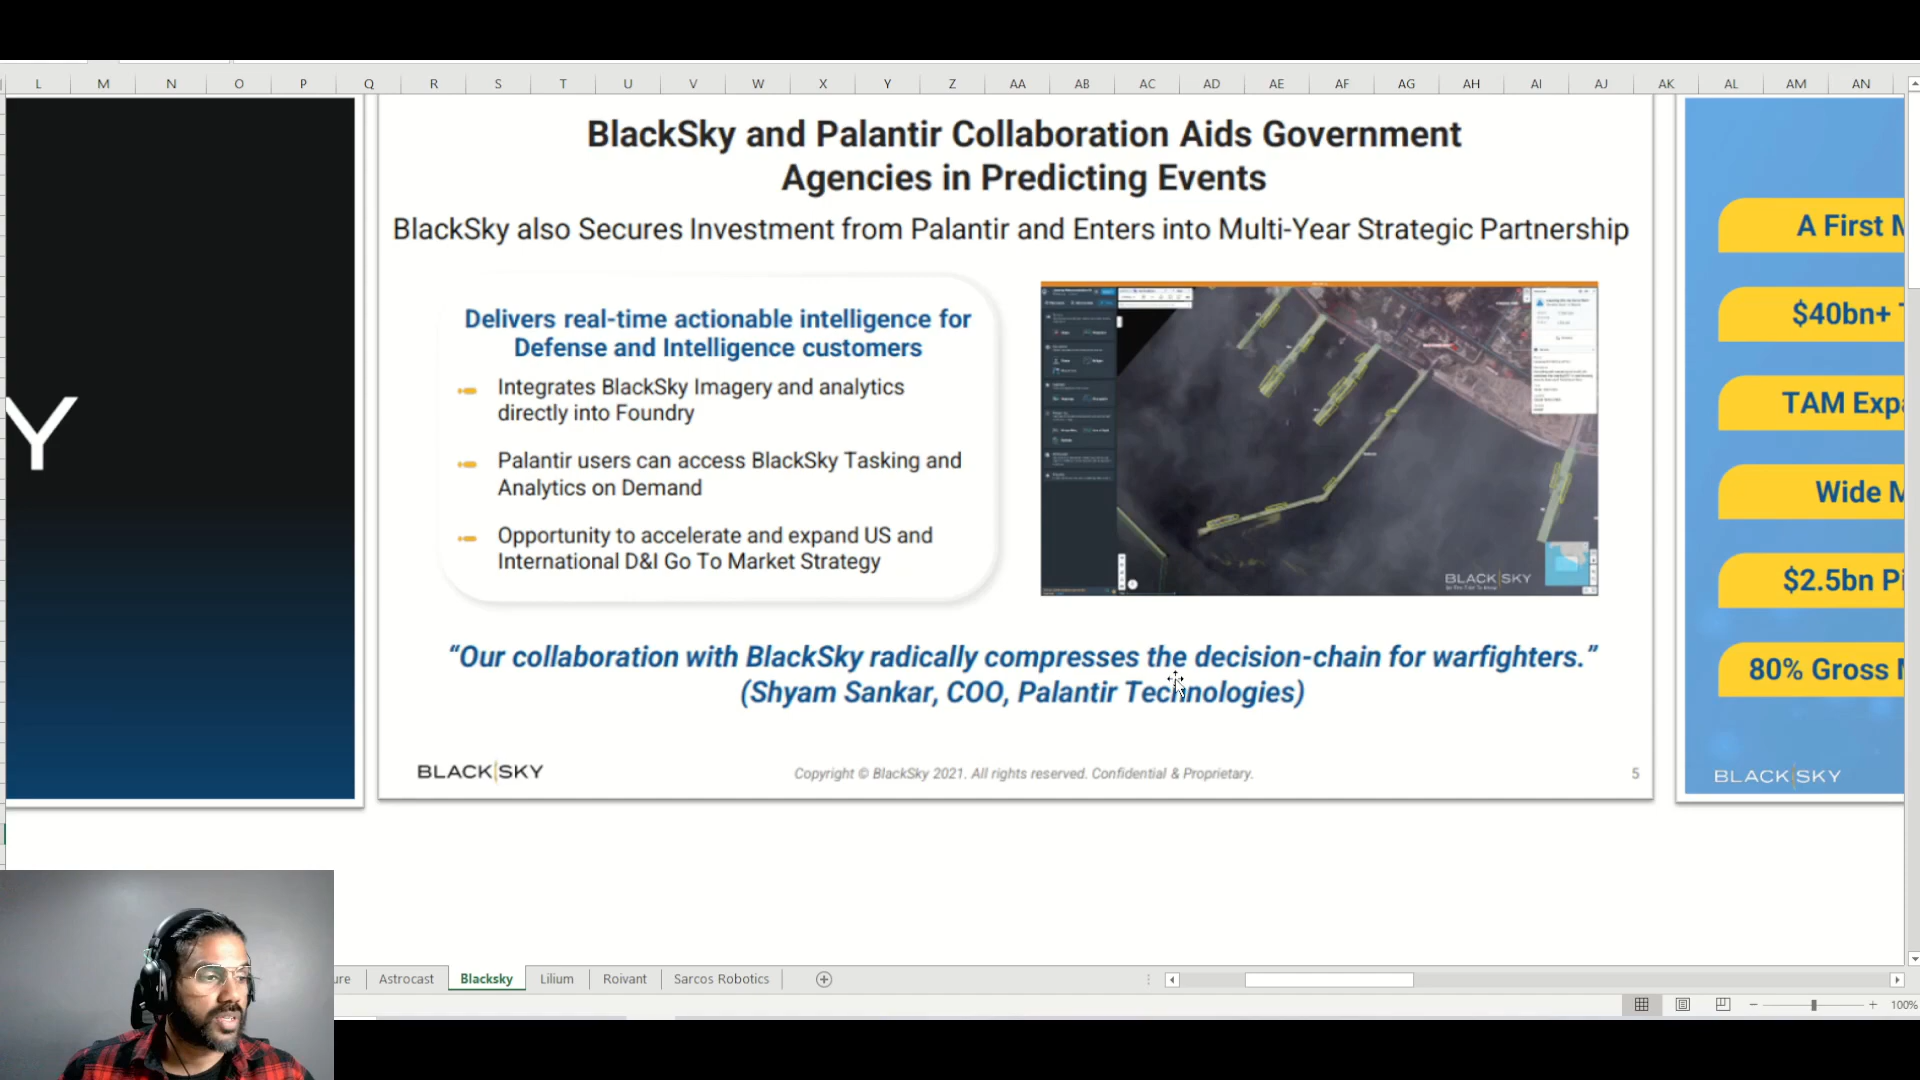 L M N O P Q R S T U V W X Y Z AA AB AC AD AE AF AG AH AI AJ AK AL AM AN
Y
BlackSky and Palantir Collaboration Aids Government
Agencies in Predicting Events
BlackSky also Secures Investment from Palantir and Enters into Multi-Year Strategic Partnership
Delivers real-time actionable intelligence for
Defense and Intelligence customers
Integrates BlackSky Imagery and analytics
directly into Foundry
Palantir users can access BlackSky Tasking and
Analytics on Demand
Opportunity to accelerate and expand US and
International D&I Go To Market Strategy
BLACK|SKY
“Our collaboration with BlackSky radically compresses the decision-chain for warfighters.”
(Shyam Sankar, COO, Palantir Technologies)
BLACK|SKY
Copyright © BlackSky 2021. All rights reserved. Confidential & Proprietary.
5
A First M
$40bn+ T
TAM Expa
Wide M
$2.5bn Pi
80% Gross M
BLACK|SKY
ure Astrocast Blacksky Lilium Roivant Sarcos Robotics
100%